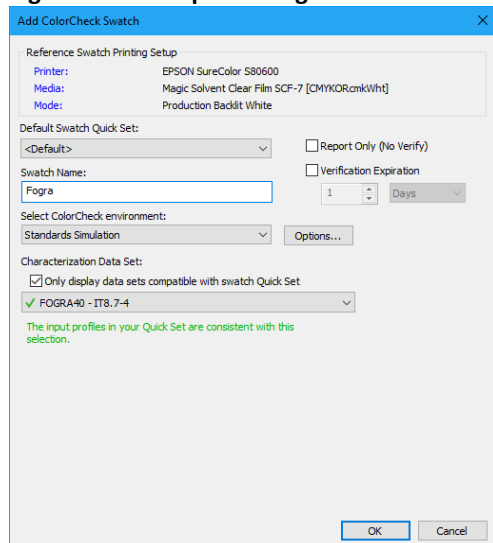 Add ColorCheck Swatch
Reference Swatch Printing Setup
Printer: EPSON SureColor S80600
Media: Magic Solvent Clear Film SCF-7 [CMYKORcmkWht]
Mode: Production Backlit White
Default Swatch Quick Set:
<Default>
Report Only (No Verify)
Swatch Name:
Verification Expiration
Fogra
1 Days
Select ColorCheck environment:
Standards Simulation
Options...
Characterization Data Set:
Only display data sets compatible with swatch Quick Set
FOGRA40 - IT8.7-4
The input profiles in your Quick Set are consistent with this
selection.
OK Cancel